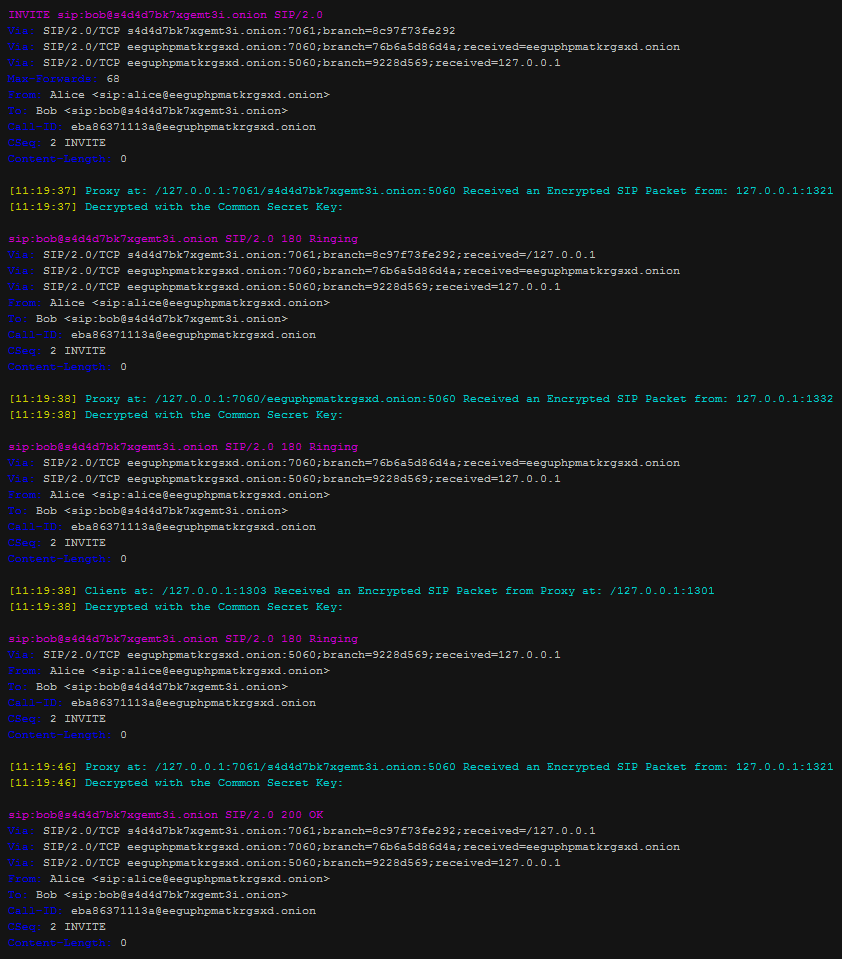 INVITE sip:bob@s4d4d7bk7xgemt3i.onion SIP/2.0
Via: SIP/2.0/TCP s4d4d7bk7xgemt3i.onion:7061;branch=8c97f73fe292
Via: SIP/2.0/TCP eeguphpmatkrgsxd.onion:7060;branch=76b6a5d86d4a;received=eeguphpmatkrgsxd.onion
Via: SIP/2.0/TCP eeguphpmatkrgsxd.onion:5060;branch=9228d569;received=127.0.0.1
Max-Forwards: 68
From: Alice <sip:alice@eeguphpmatkrgsxd.onion>
To: Bob <sip:bob@s4d4d7bk7xgemt3i.onion>
Call-ID: eba86371113a@eeguphpmatkrgsxd.onion
CSeq: 2 INVITE
Content-Length: 0
[11:19:37] Proxy at: /127.0.0.1:7061/s4d4d7bk7xgemt3i.onion:5060 Received an Encrypted SIP Packet from: 127.0.0.1:1321
[11:19:37] Decrypted with the Common Secret Key:
sip:bob@s4d4d7bk7xgemt3i.onion SIP/2.0 180 Ringing
Via: SIP/2.0/TCP s4d4d7bk7xgemt3i.onion:7061;branch=8c97f73fe292;received=/127.0.0.1
Via: SIP/2.0/TCP eeguphpmatkrgsxd.onion:7060;branch=76b6a5d86d4a;received=eeguphpmatkrgsxd.onion
Via: SIP/2.0/TCP eeguphpmatkrgsxd.onion:5060;branch=9228d569;received=127.0.0.1
From: Alice <sip:alice@eeguphpmatkrgsxd.onion>
To: Bob <sip:bob@s4d4d7bk7xgemt3i.onion>
Call-ID: eba86371113a@eeguphpmatkrgsxd.onion
CSeq: 2 INVITE
Content-Length: 0
[11:19:38] Proxy at: /127.0.0.1:7060/eeguphpmatkrgsxd.onion:5060 Received an Encrypted SIP Packet from: 127.0.0.1:1332
[11:19:38] Decrypted with the Common Secret Key:
sip:bob@s4d4d7bk7xgemt3i.onion SIP/2.0 180 Ringing
Via: SIP/2.0/TCP eeguphpmatkrgsxd.onion:7060;branch=76b6a5d86d4a;received=eeguphpmatkrgsxd.onion
Via: SIP/2.0/TCP eeguphpmatkrgsxd.onion:5060;branch=9228d569;received=127.0.0.1
From: Alice <sip:alice@eeguphpmatkrgsxd.onion>
To: Bob <sip:bob@s4d4d7bk7xgemt3i.onion>
Call-ID: eba86371113a@eeguphpmatkrgsxd.onion
CSeq: 2 INVITE
Content-Length: 0
[11:19:38] Client at: /127.0.0.1:1303 Received an Encrypted SIP Packet from Proxy at: /127.0.0.1:1301
[11:19:38] Decrypted with the Common Secret Key:
sip:bob@s4d4d7bk7xgemt3i.onion SIP/2.0 180 Ringing
Via: SIP/2.0/TCP eeguphpmatkrgsxd.onion:5060;branch=9228d569;received=127.0.0.1
From: Alice <sip:alice@eeguphpmatkrgsxd.onion>
To: Bob <sip:bob@s4d4d7bk7xgemt3i.onion>
Call-ID: eba86371113a@eeguphpmatkrgsxd.onion
CSeq: 2 INVITE
Content-Length: 0
[11:19:46] Proxy at: /127.0.0.1:7061/s4d4d7bk7xgemt3i.onion:5060 Received an Encrypted SIP Packet from: 127.0.0.1:1321
[11:19:46] Decrypted with the Common Secret Key:
sip:bob@s4d4d7bk7xgemt3i.onion SIP/2.0 200 OK
Via: SIP/2.0/TCP s4d4d7bk7xgemt3i.onion:7061;branch=8c97f73fe292;received=/127.0.0.1
Via: SIP/2.0/TCP eeguphpmatkrgsxd.onion:7060;branch=76b6a5d86d4a;received=eeguphpmatkrgsxd.onion
Via: SIP/2.0/TCP eeguphpmatkrgsxd.onion:5060;branch=9228d569;received=127.0.0.1
From: Alice <sip:alice@eeguphpmatkrgsxd.onion>
To: Bob <sip:bob@s4d4d7bk7xgemt3i.onion>
Call-ID: eba86371113a@eeguphpmatkrgsxd.onion
CSeq: 2 INVITE
Content-Length: 0